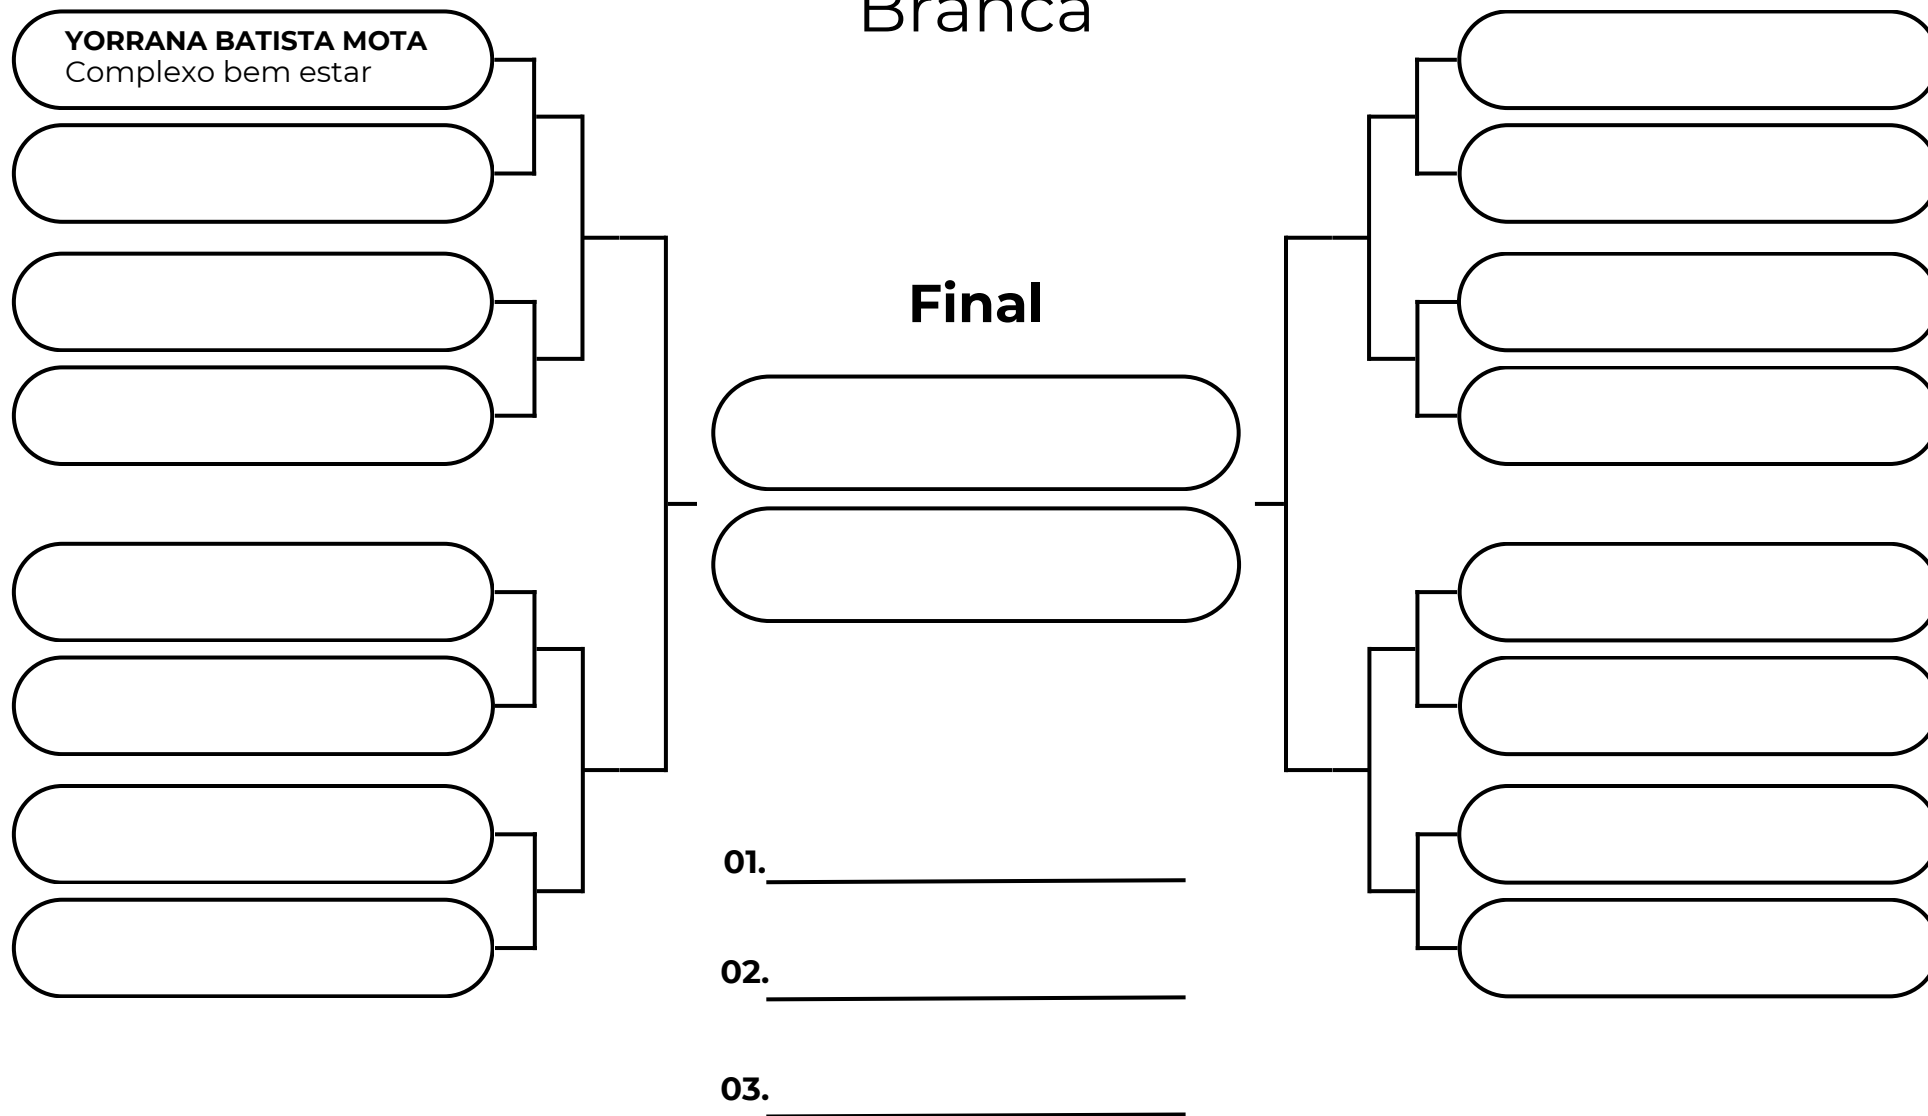 Branca
YORRANA BATISTA MOTA
Complexo bem estar
Final
01.
02.
03.